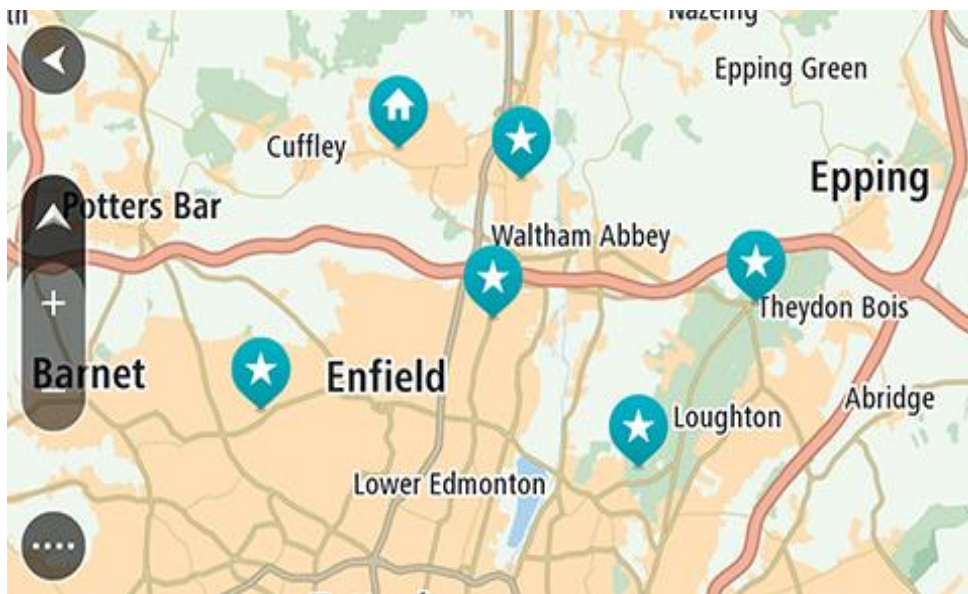 Nazeing
Epping Green
Cuffley
Epping
Potters Bar
Waltham Abbey
Theydon Bois
Barnet
Enfield
Abridge
Loughton
Lower Edmonton